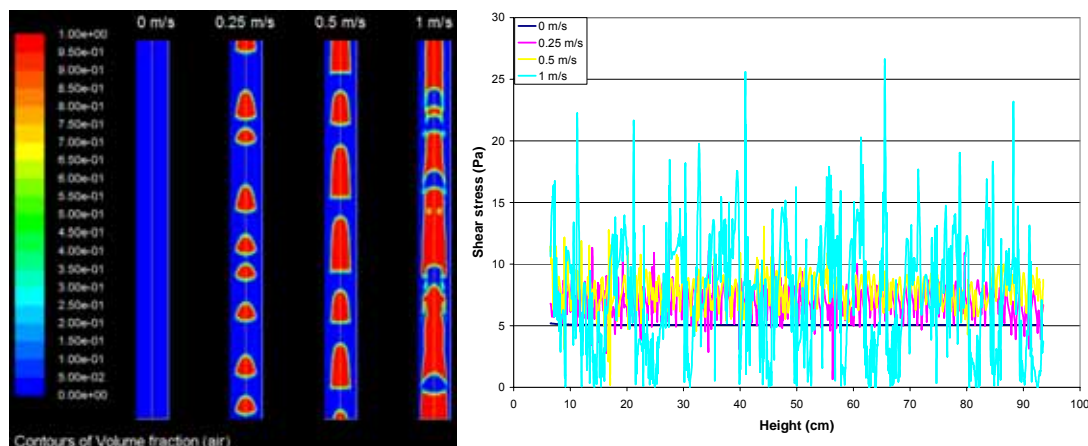 0 m/s 0.25 m/s 0.5 m/s 1 m/s
1.00e+00
9.50e-01
9.00e-01
8.50e-01
8.00e-01
7.50e-01
7.00e-01
6.50e-01
6.00e-01
5.50e-01
5.00e-01
4.50e-01
4.00e-01
3.50e-01
3.00e-01
2.50e-01
2.00e-01
1.50e-01
1.00e-01
5.00e-02
0.00e+00
Contours of Volume fraction (air)
0 m/s
0.25 m/s
0.5 m/s
1 m/s
Shear stress (Pa)
30
25
20
15
10
5
0
0 10 20 30 40 50 60 70 80 90 100
Height (cm)